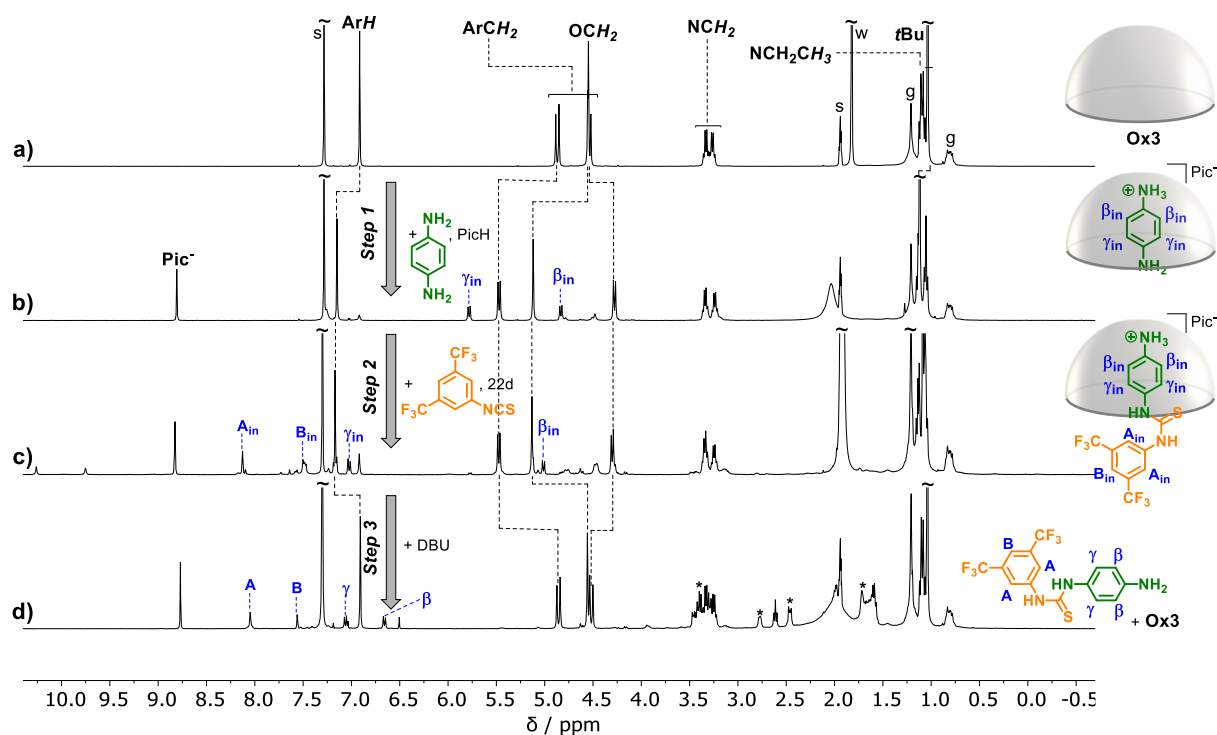 s
ArH
ArCH2
OCH2
NCH2
NCH2CH3
w
tBu
s
g
g
a)
Ox3
Step 1
+
NH2
NH2
, PicH
Pic-
γin
βin
b)
Pic-
+
NH3
βin
βin
γin
γin
NH2
Step 2
+
CF3
F3C
NCS
, 22d
Ain
Bin
γin
βin
c)
Pic-
+
NH3
βin
βin
γin
γin
HN
S
NH
F3C
Ain
Bin
Ain
CF3
Step 3
+ DBU
A
B
γ
β
* * * *
d)
B
CF3
F3C
A
A
NH
HN
S
γ
β
γ
β
NH2
+ Ox3
10.0 9.5 9.0 8.5 8.0 7.5 7.0 6.5 6.0 5.5 5.0 4.5 4.0 3.5 3.0 2.5 2.0 1.5 1.0 0.5 0.0 -0.5
δ / ppm